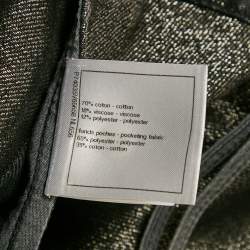 70% coton - cotton
18% viscose - viscose
12% polyester - polyester
fonds poches - pocketing fabric
65% polyester - polyester
35% coton - cotton